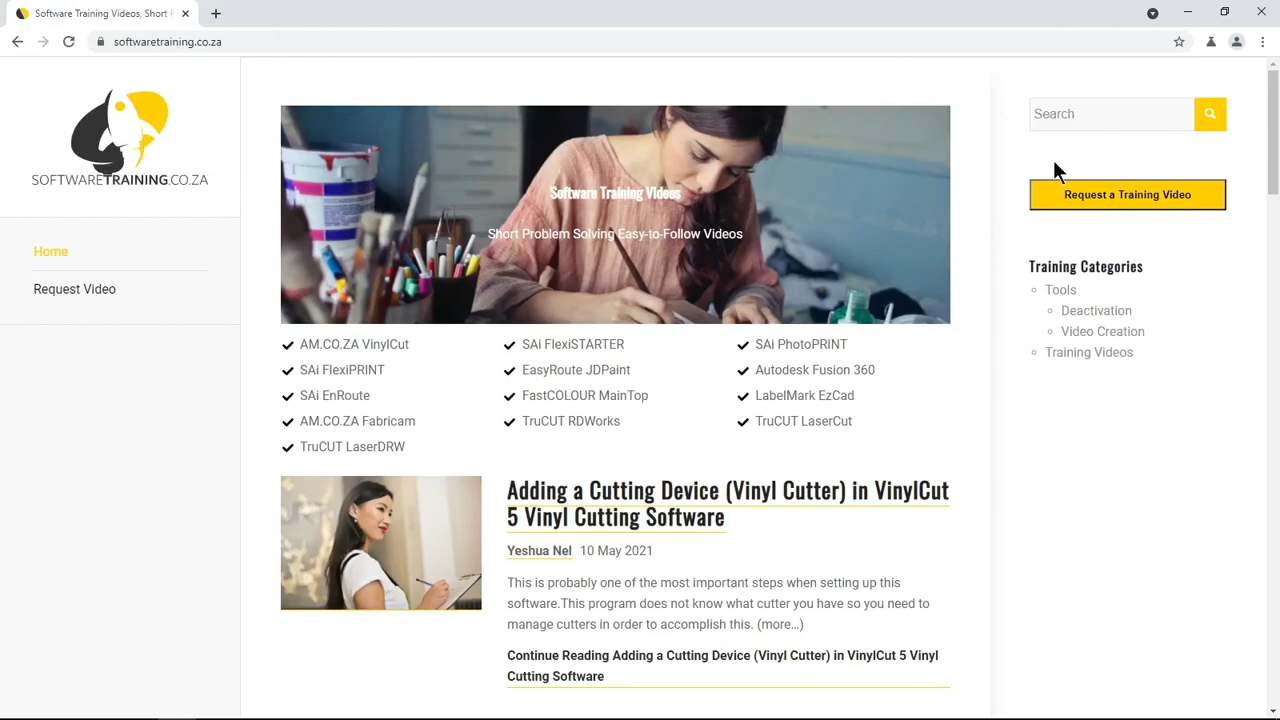 Software Training Videos, Short P
softwaretraining.co.za
SOFTWARETRAINING.CO.ZA
Home
Request Video
Software Training Videos
Short Problem Solving Easy-to-Follow Videos
AM.CO.ZA VinylCut
SAi FlexiSTARTER
SAi PhotoPRINT
SAi FlexiPRINT
EasyRoute JDPaint
Autodesk Fusion 360
SAi EnRoute
FastCOLOUR MainTop
LabelMark EzCad
AM.CO.ZA Fabricam
TruCUT RDWorks
TruCUT LaserCut
TruCUT LaserDRW
Adding a Cutting Device (Vinyl Cutter) in VinylCut
5 Vinyl Cutting Software
Yeshua Nel 10 May 2021
This is probably one of the most important steps when setting up this
software.This program does not know what cutter you have so you need to
manage cutters in order to accomplish this. (more…)
Continue Reading Adding a Cutting Device (Vinyl Cutter) in VinylCut 5 Vinyl
Cutting Software
Search
Request a Training Video
Training Categories
Tools
Deactivation
Video Creation
Training Videos